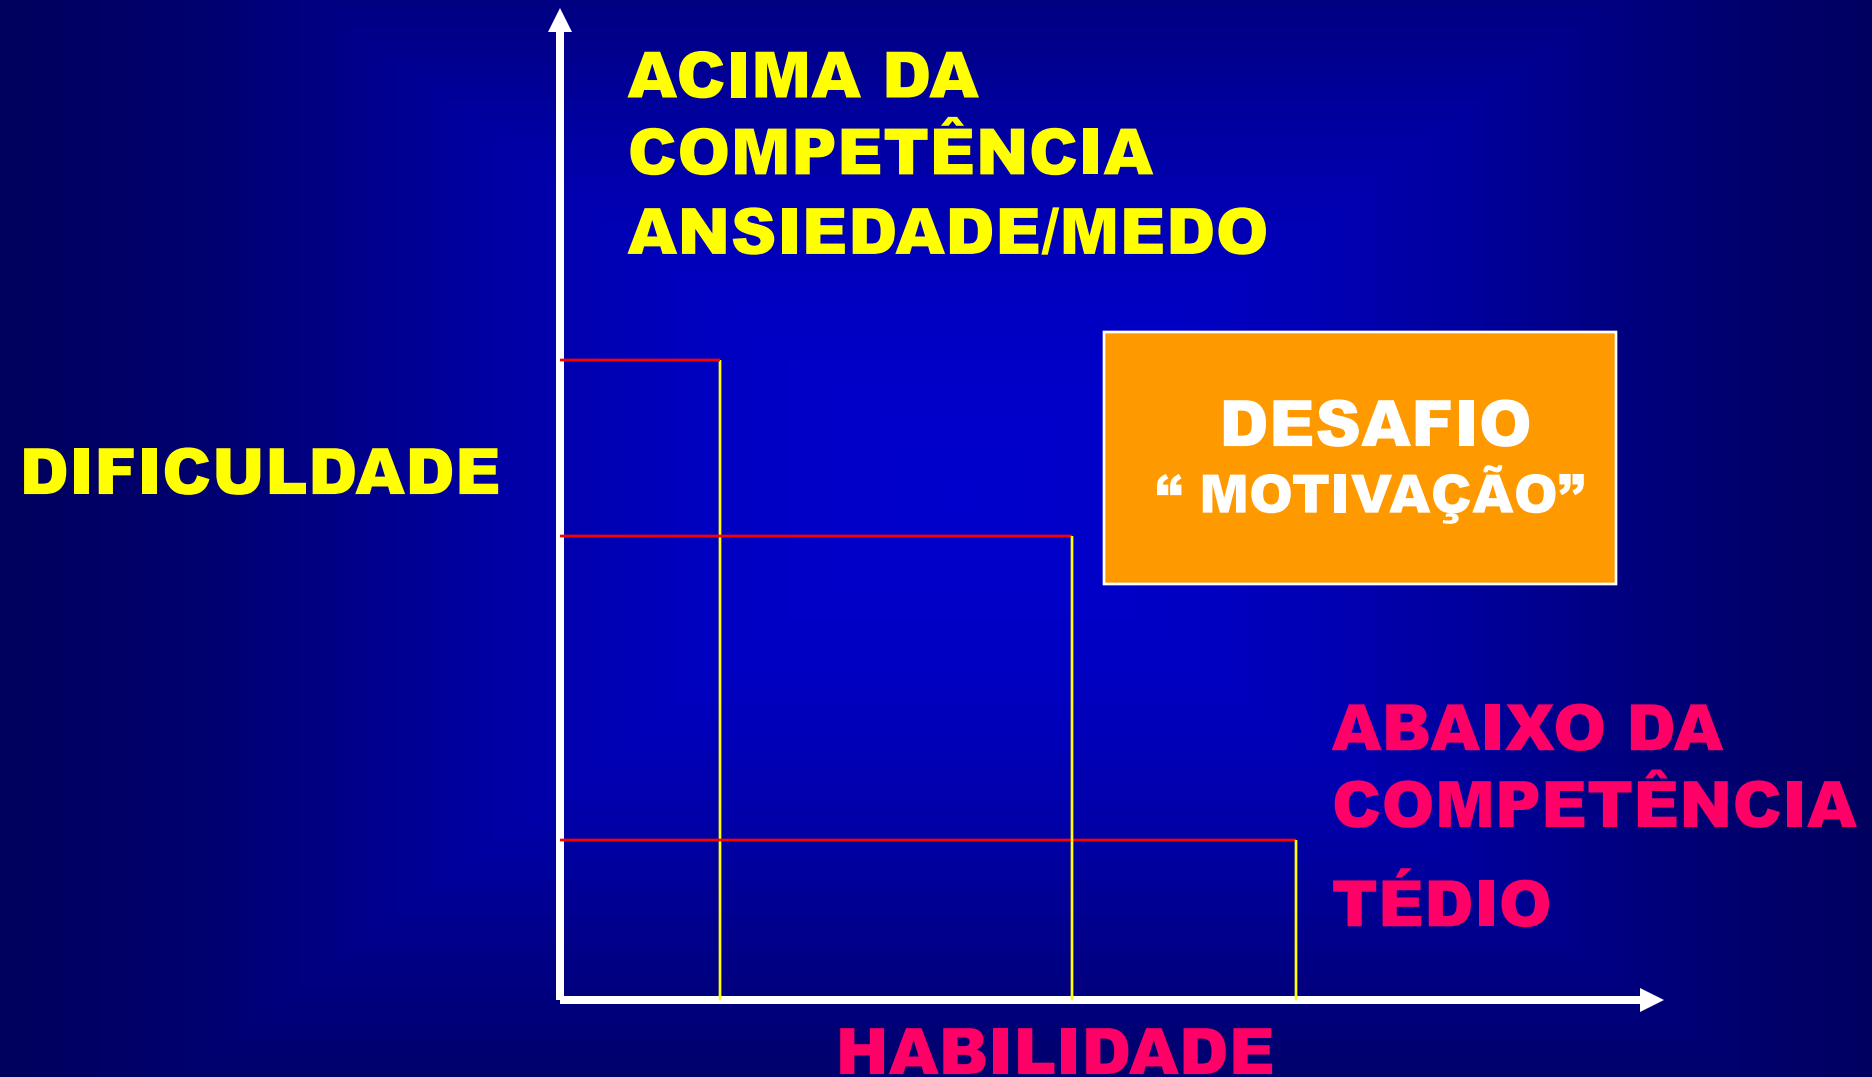 ACIMA DA
COMPETÊNCIA
ANSIEDADE/MEDO
DESAFIO
“ MOTIVAÇÃO”
DIFICULDADE
ABAIXO DA
COMPETÊNCIA
TÉDIO
HABILIDADE